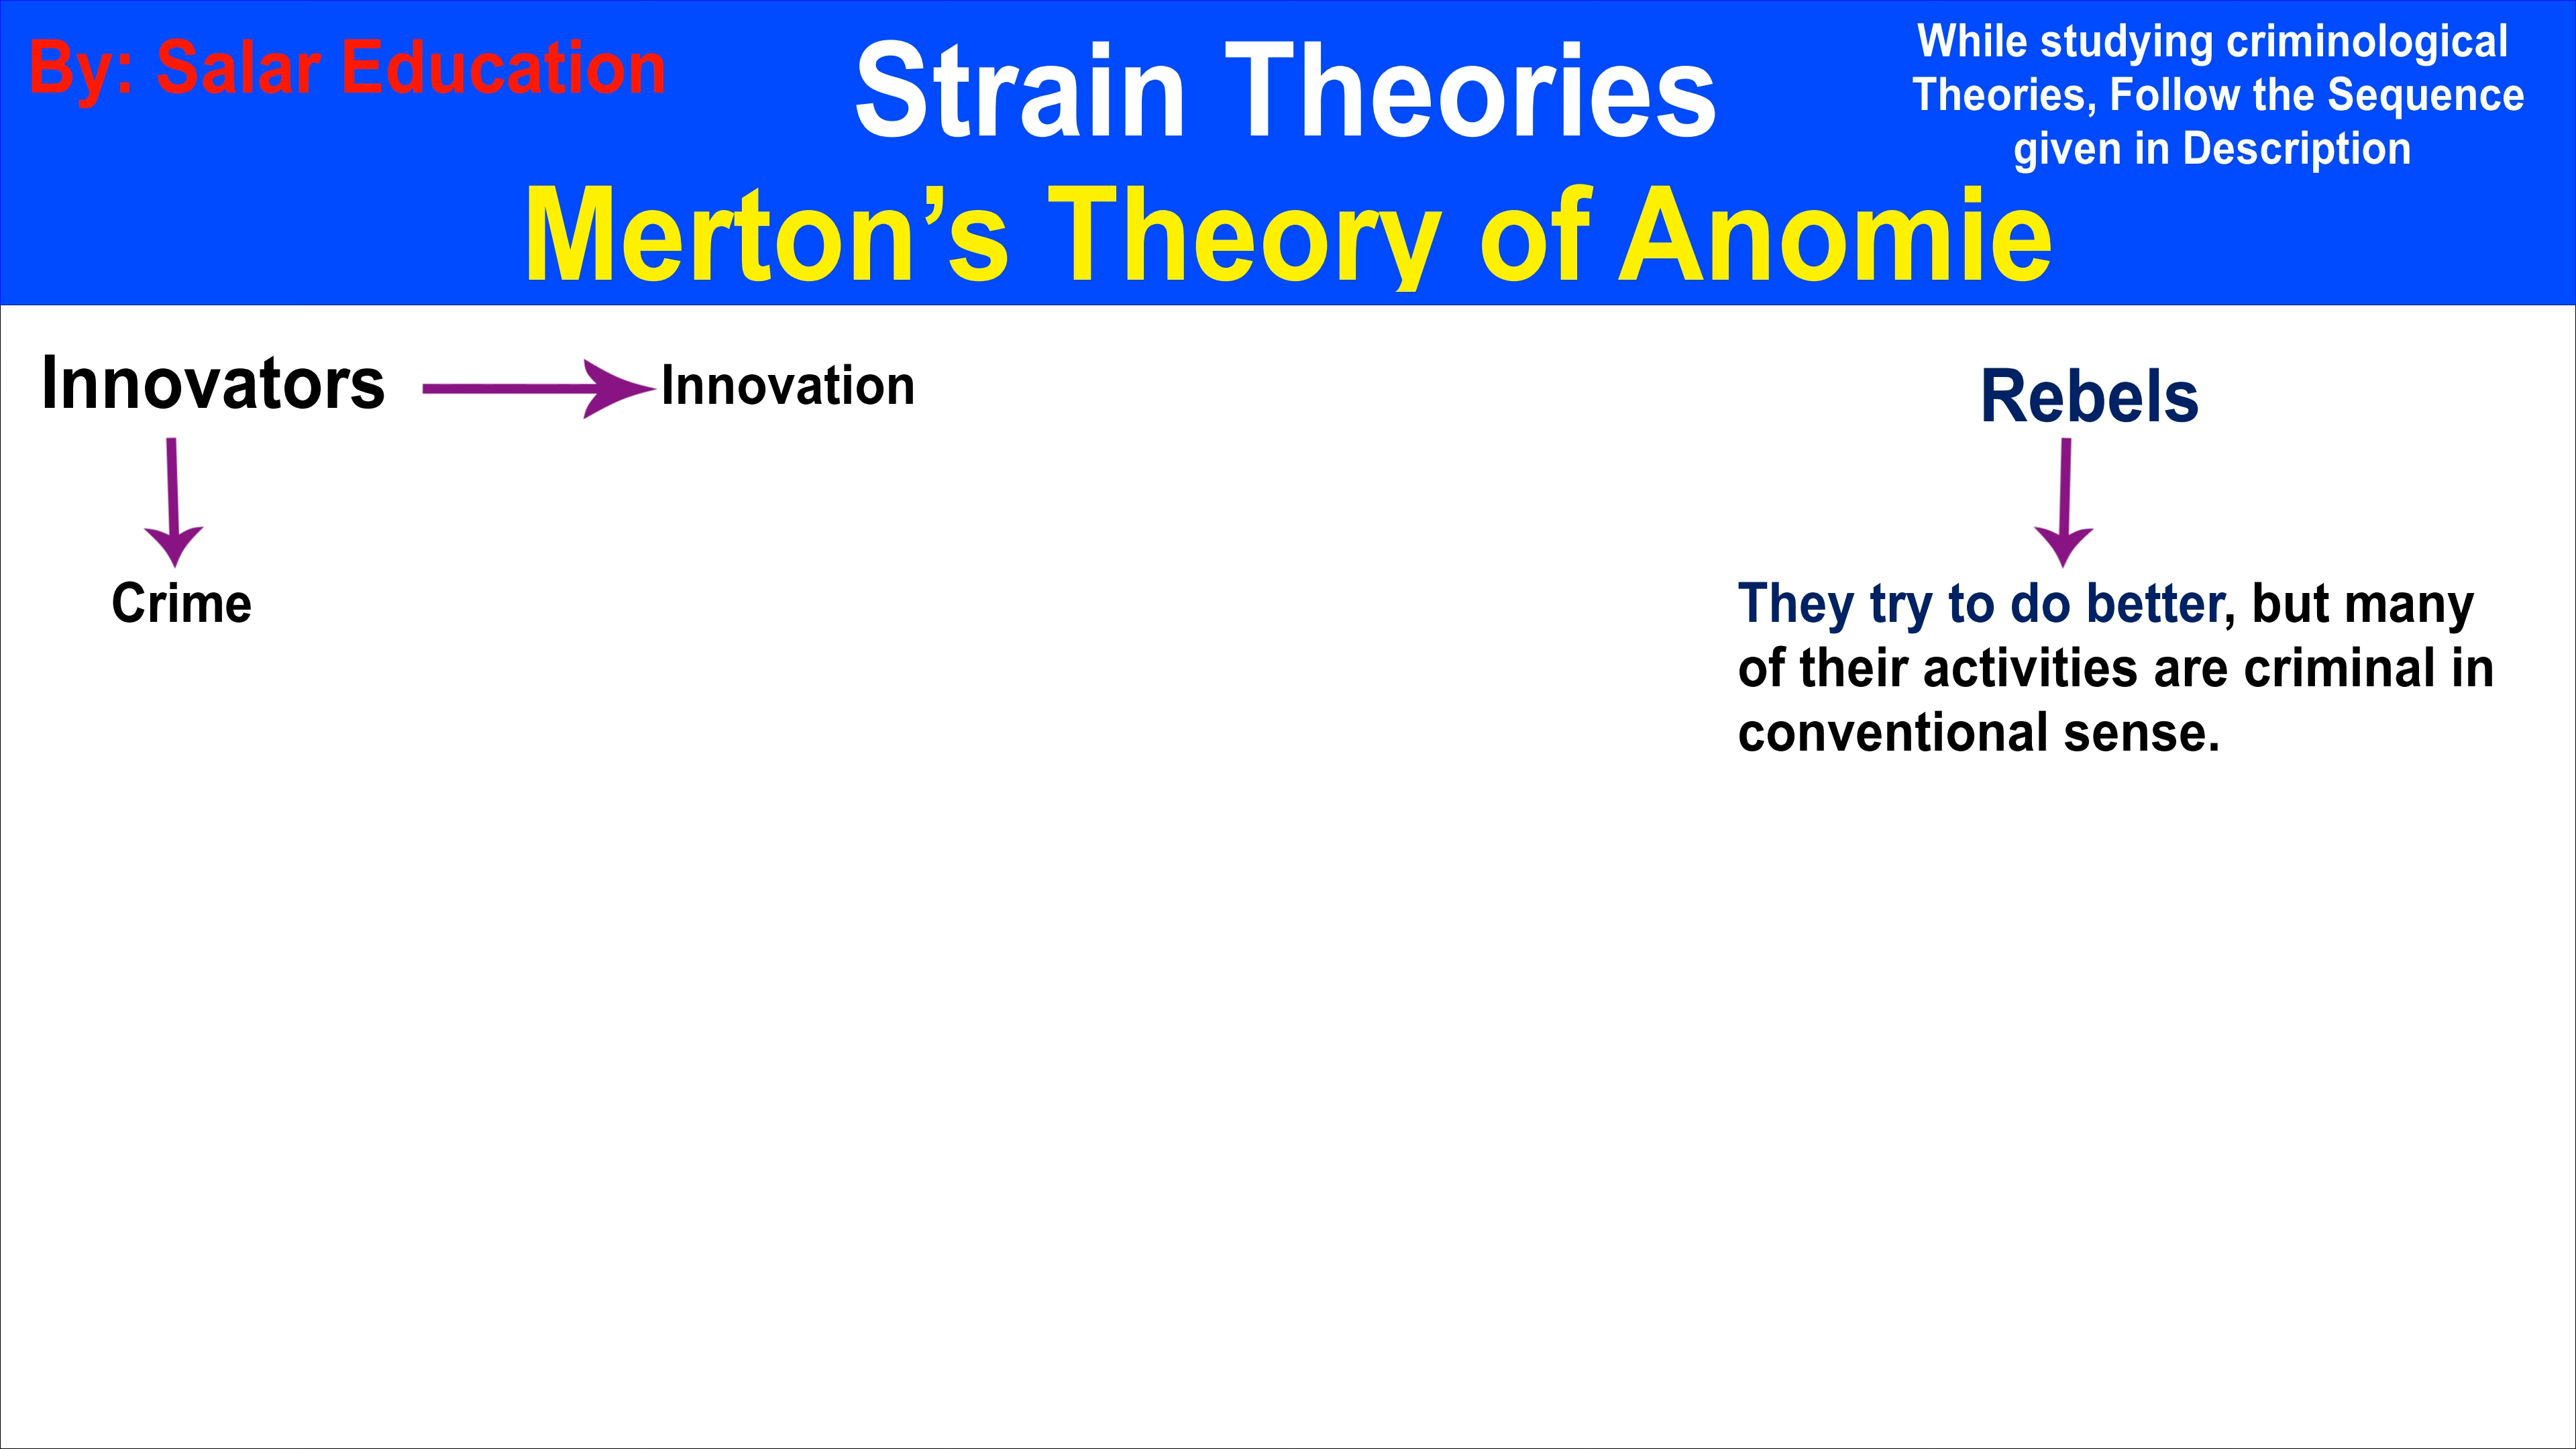 By: Salar Education
Strain Theories
While studying criminological
Theories, Follow the Sequence
given in Description
Merton’s Theory of Anomie
Innovators
Innovation
Crime
Rebels
They try to do better, but many
of their activities are criminal in
conventional sense.